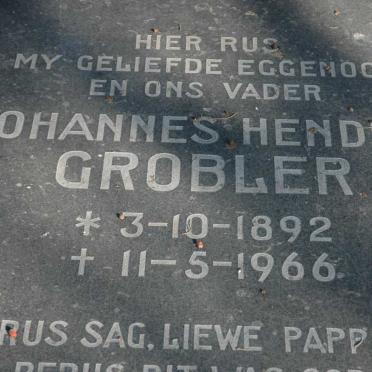 HIER RUS
MY GELIEFDE EGGENOO
EN ONS VADER
OHANNES HEND
GROBLER
* 3-10-1892
+ 11-5-1966
RUS SAG, LIEWE PAPP